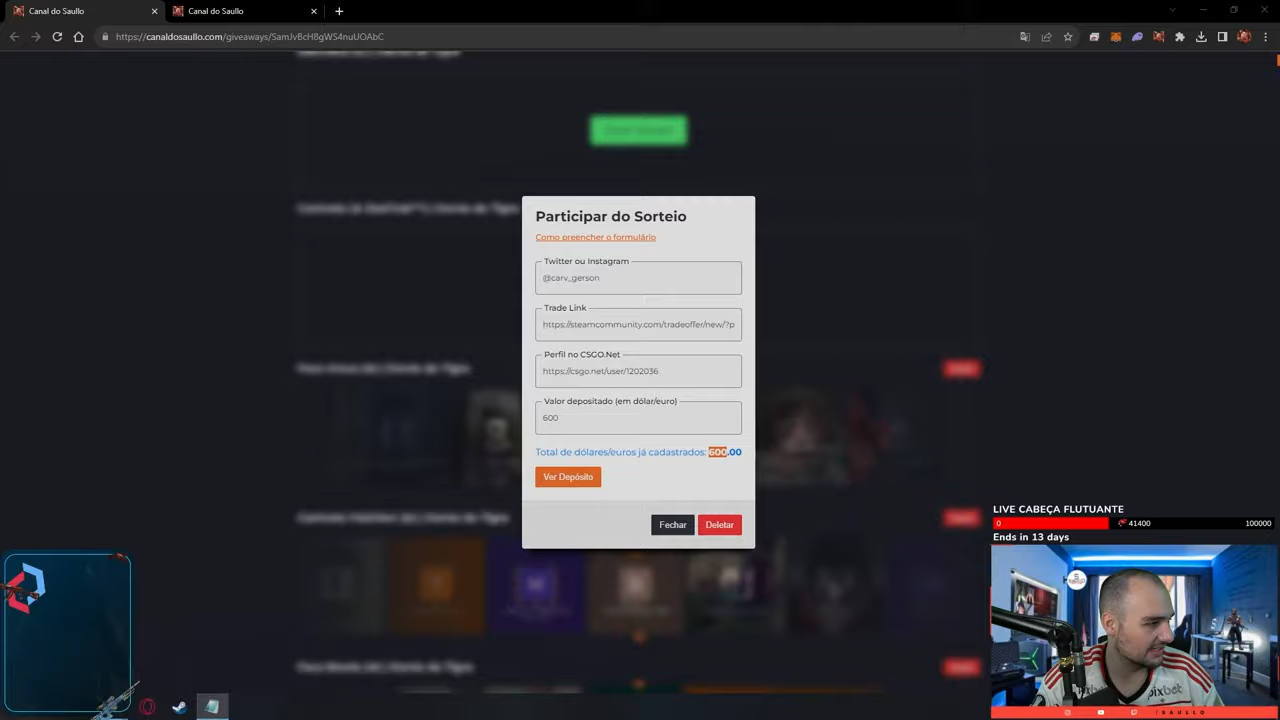 Canal do Saullo
Canal do Saullo
https://canaldosaullo.com/giveaways/SamJvBcH8gWS4nuUOAbC
Participar do Sorteio
Como preencher o formulário
Twitter ou Instagram
@carv_gerson
Trade Link
https://steamcommunity.com/tradeoffer/new/?p
Perfil no CSGO.Net
https://csgo.net/user/1202036
Valor depositado (em dólar/euro)
600
Total de dólares/euros já cadastrados: 600.00
Ver Depósito
Fechar Deletar
LIVE CABEÇA FLUTUANTE
0 41400 100000
Ends in 13 days
pixbet
SAULLO